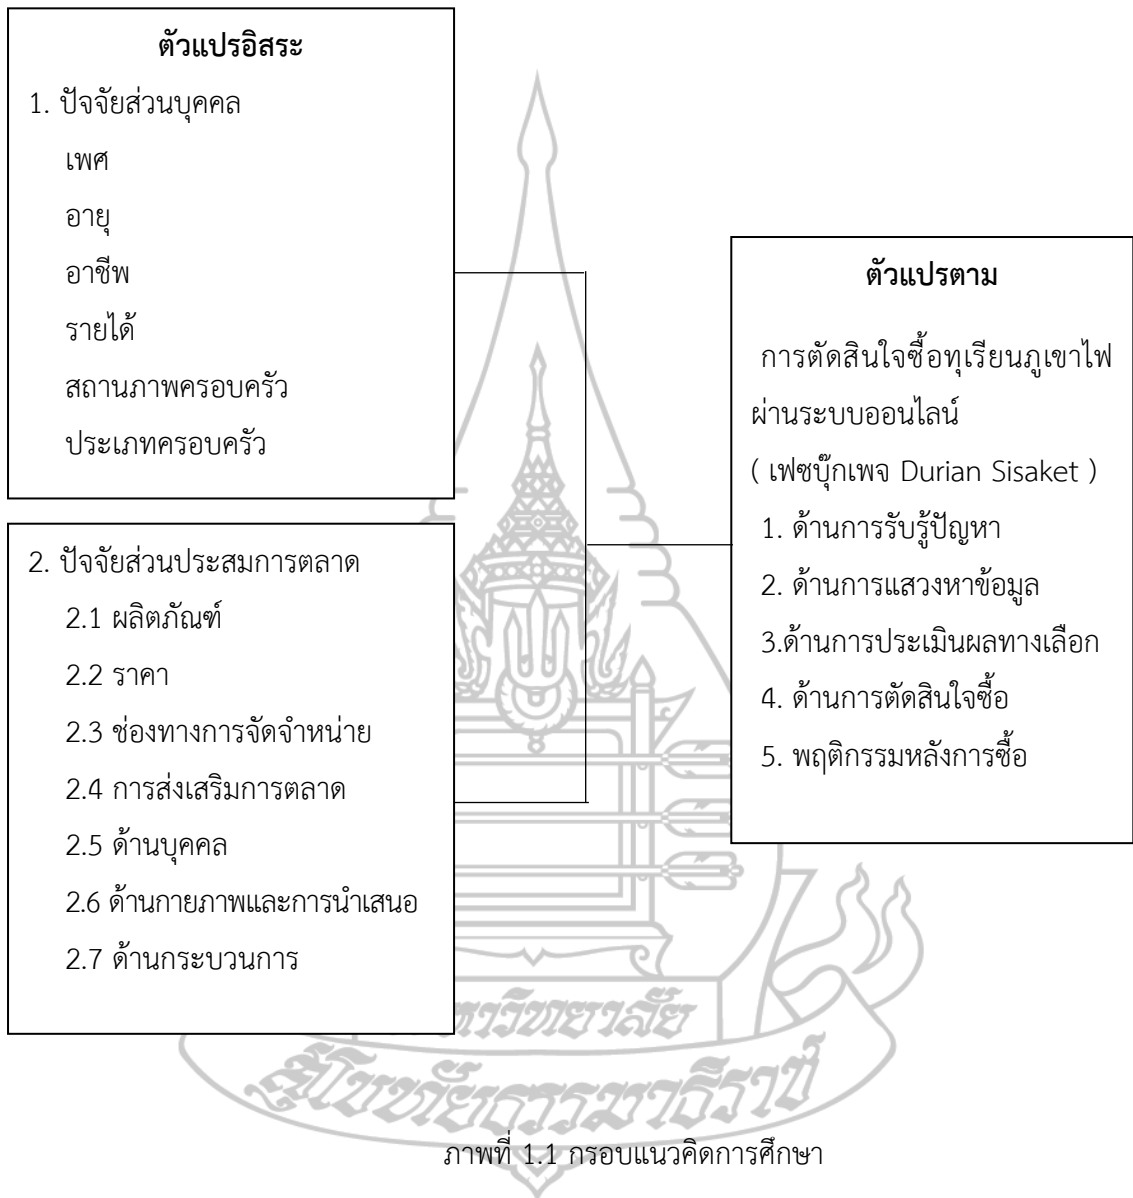 ตัวแปรอิสระ
1. ปัจจัยส่วนบุคคล
เพศ
อายุ
อาชีพ
รายได้
สถานภาพครอบครัว
ประเภทครอบครัว
2. ปัจจัยส่วนประสมการตลาด
2.1 ผลิตภัณฑ์
2.2 ราคา
2.3 ช่องทางการจัดจำหน่าย
2.4 การส่งเสริมการตลาด
2.5 ด้านบุคคล
2.6 ด้านกายภาพและการนำเสนอ
2.7 ด้านกระบวนการ
ตัวแปรตาม
การตัดสินใจซื้อทุเรียนภูเขาไฟ
ผ่านระบบออนไลน์
( เฟซบุ๊กเพจ Durian Sisaket )
1. ด้านการรับรู้ปัญหา
2. ด้านการแสวงหาข้อมูล
3.ด้านการประเมินผลทางเลือก
4. ด้านการตัดสินใจซื้อ
5. พฤติกรรมหลังการซื้อ
สุโขทัยธรรมาธิราช
ภาพที่ 1.1 กรอบแนวคิดการศึกษา